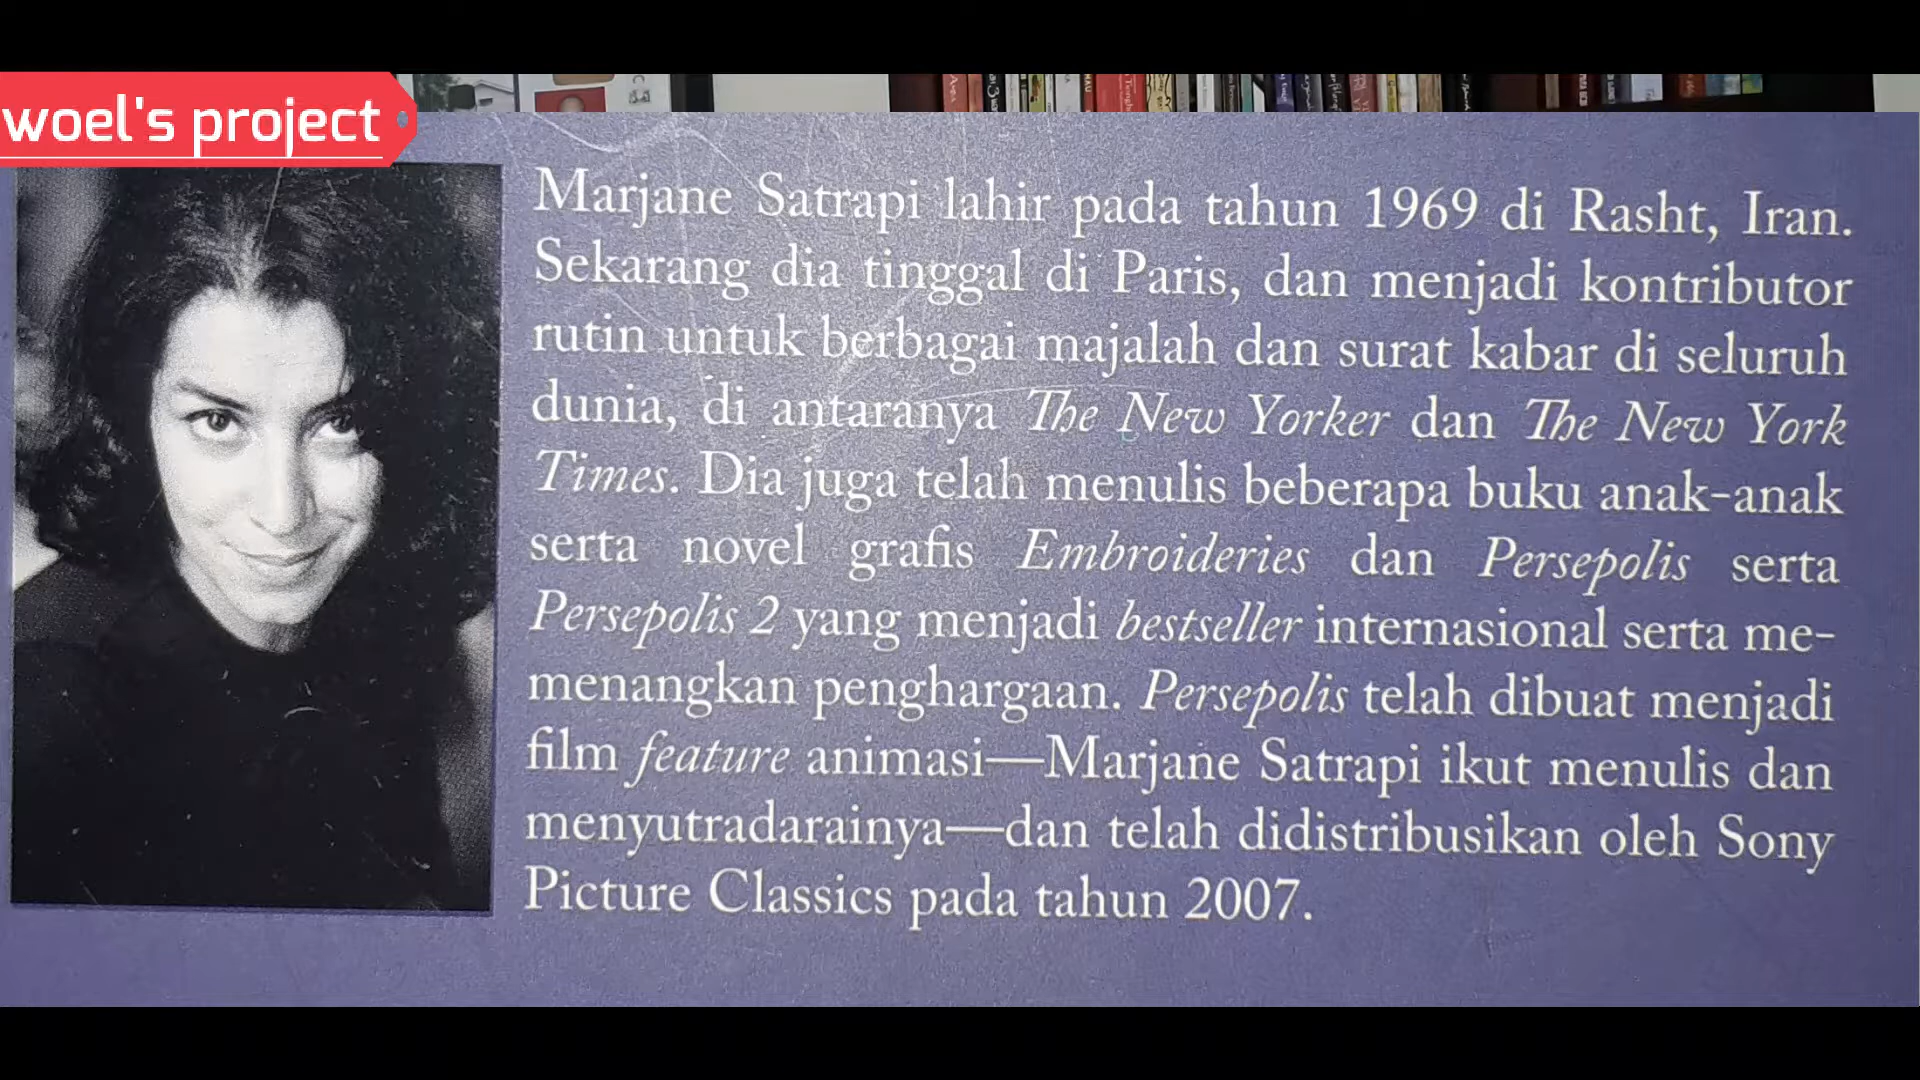 woel's project
Marjane Satrapi lahir pada tahun 1969 di Rasht, Iran.
Sekarang dia tinggal di Paris, dan menjadi kontributor
rutin untuk berbagai majalah dan surat kabar di seluruh
dunia, di antaranya The New Yorker dan The New York
Times. Dia juga telah menulis beberapa buku anak-anak
serta novel grafis Embroideries dan Persepolis serta
Persepolis 2 yang menjadi bestseller internasional serta me-
menangkan penghargaan. Persepolis telah dibuat menjadi
film feature animasi—Marjane Satrapi ikut menulis dan
menyutradarainya—dan telah didistribusikan oleh Sony
Picture Classics pada tahun 2007.